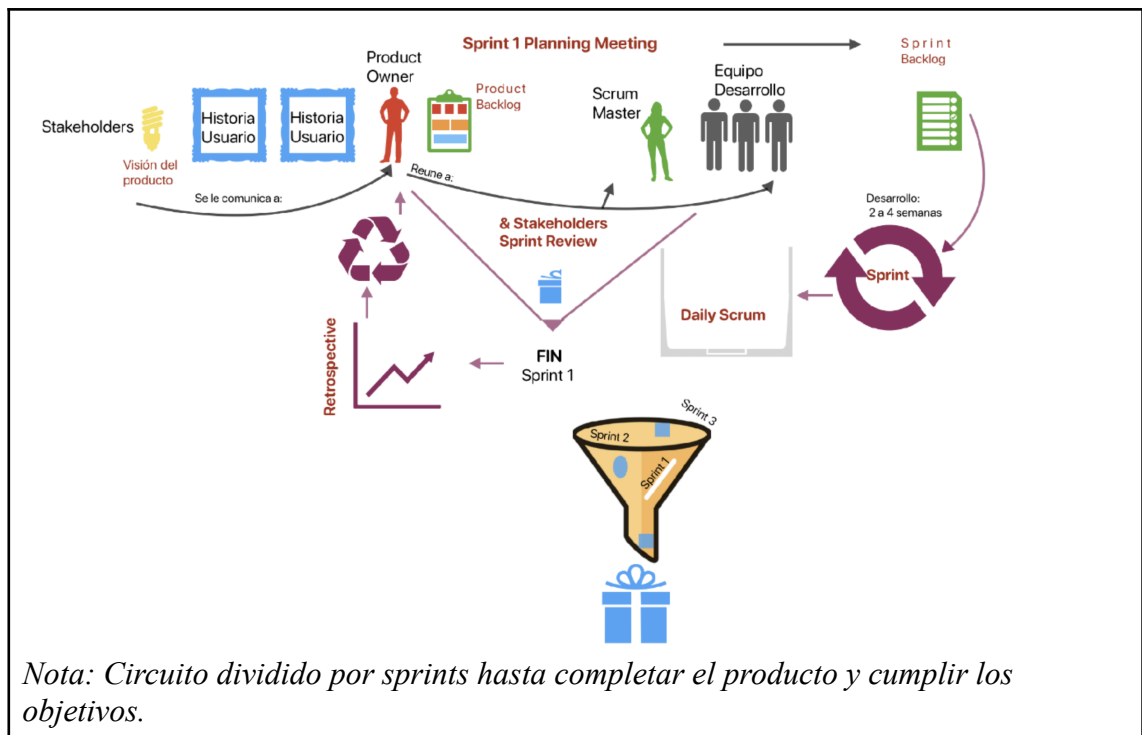 Sprint 1 Planning Meeting
Sprint
Backlog
Product
Owner
Product
Backlog
Equipo
Desarrollo
Scrum
Master
Stakeholders
Historia
Usuario
Historia
Usuario
Visión del
producto
Se le comunica a:
Reune a:
Desarrollo:
2 a 4 semanas
& Stakeholders
Sprint Review
Sprint
Daily Scrum
FIN
Sprint 1
Retrospective
Sprint 3
Sprint 2
Sprint 1
Nota: Circuito dividido por sprints hasta completar el producto y cumplir los
objetivos.